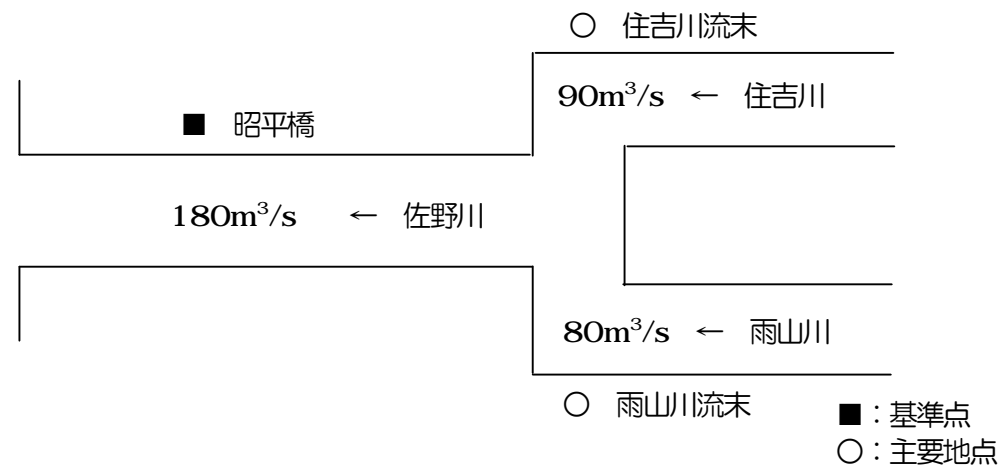 ○ 住吉川流末
90m³/s ← 住吉川
■ 昭平橋
180m³/s ← 佐野川
80m³/s ← 雨山川
○ 雨山川流末
■：基準点
○：主要地点